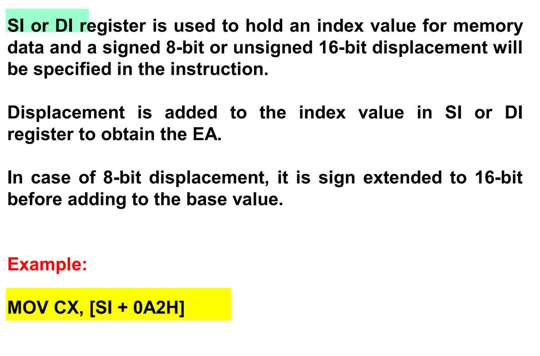 SI or DI register is used to hold an index value for memory
data and a signed 8-bit or unsigned 16-bit displacement will
be specified in the instruction.
Displacement is added to the index value in SI or DI
register to obtain the EA.
In case of 8-bit displacement, it is sign extended to 16-bit
before adding to the base value.
Example:
MOV CX, [SI + 0A2H]